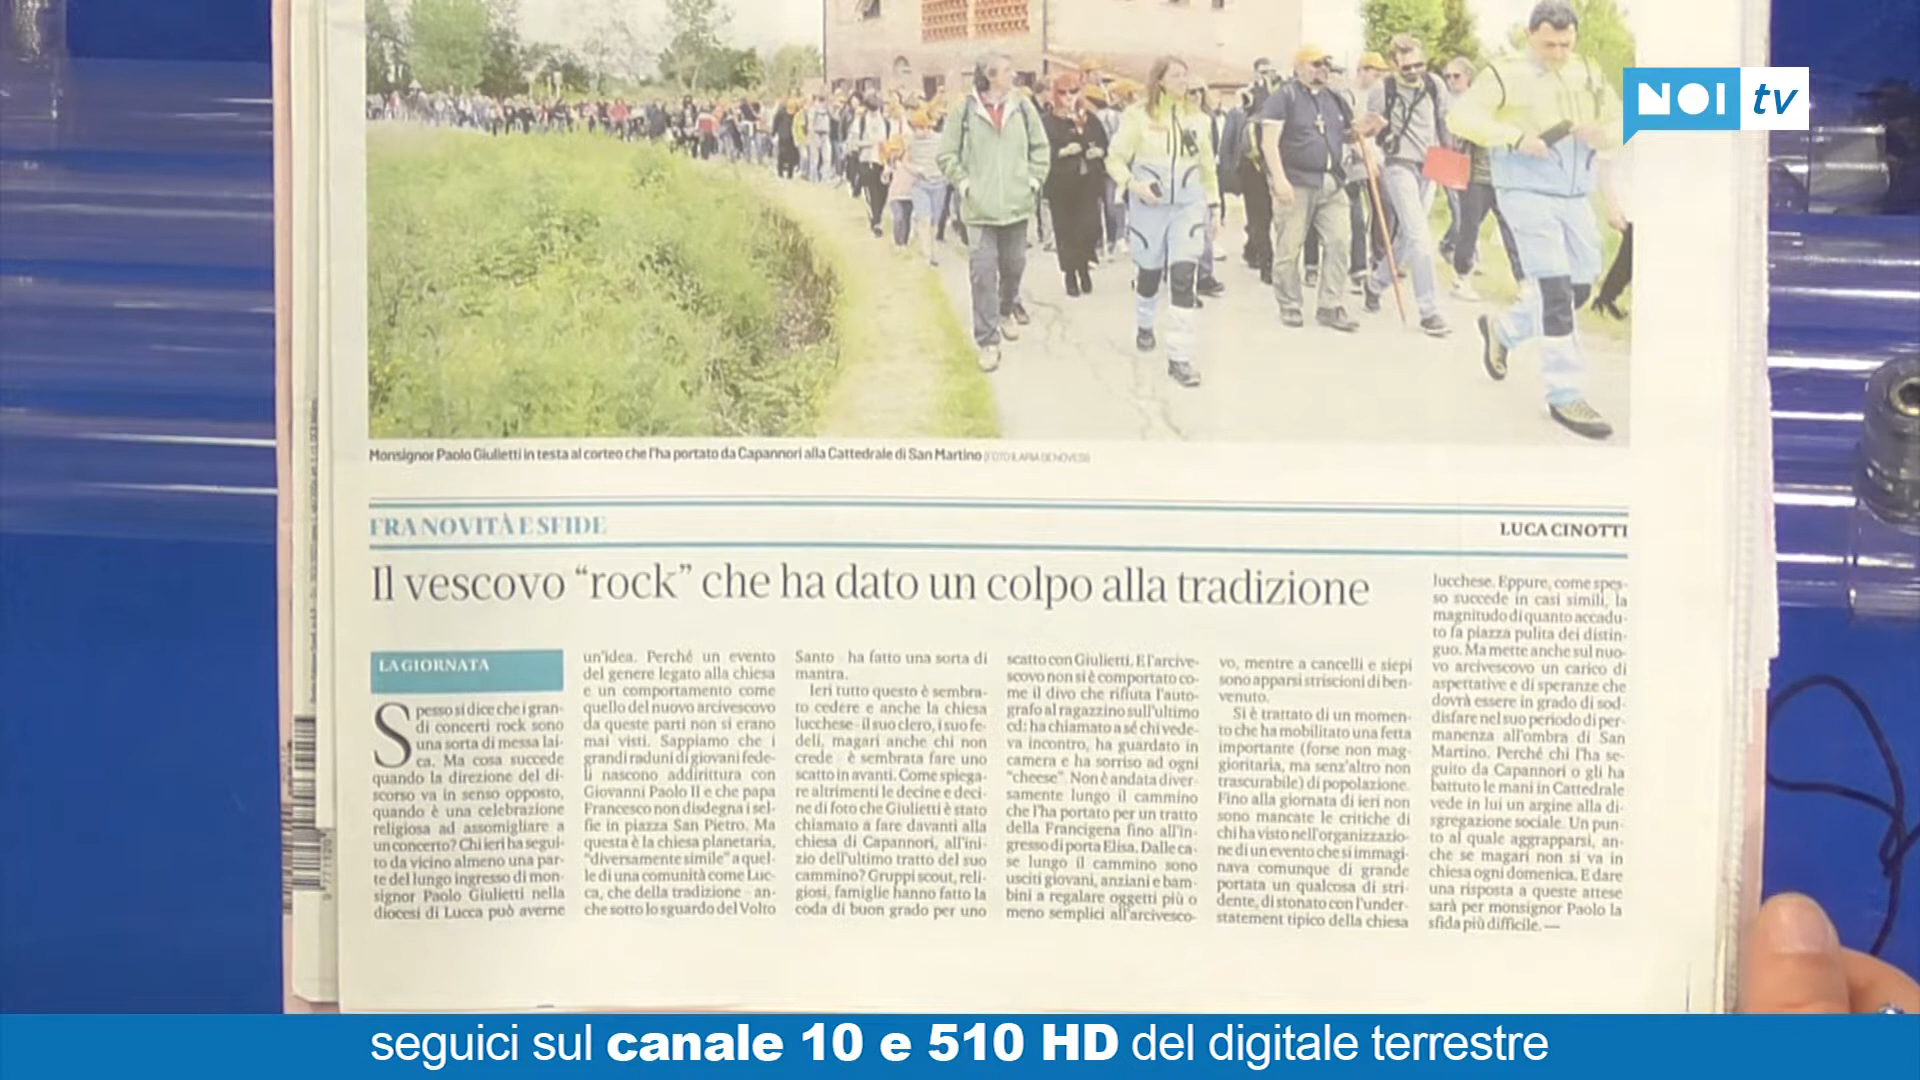 NOI tv
Monsignor Paolo Giulietti in testa al corteo che l'ha portato da Capannori alla Cattedrale di San Martino
FRA NOVITÀ E SFIDE
LUCA CINOTTI
Il vescovo “rock” che ha dato un colpo alla tradizione
LA GIORNATA
Spesso si dice che i gran-
di concerti rock sono
una sorta di messa lai-
ca. Ma cosa succede
quando la direzione del di-
scorso va in senso opposto,
quando è una celebrazione
religiosa ad assomigliare a
un concerto? Chi ieri ha segui-
to da vicino almeno una par-
te del lungo ingresso di mon-
signor Paolo Giulietti nella
diocesi di Lucca può averne
un'idea. Perché un evento
del genere legato alla chiesa
e un comportamento come
quello del nuovo arcivescovo
da queste parti non si erano
mai visti. Sappiamo che i
grandi raduni di giovani fede-
li nascono addirittura con
Giovanni Paolo II e che papa
Francesco non disdegna i sel-
fie in piazza San Pietro. Ma
questa è la chiesa planetaria,
"diversamente simile" a quel-
le di una comunità come Luc-
ca, che della tradizione - an-
che sotto lo sguardo del Volto
Santo - ha fatto una sorta di
mantra.
Ieri tutto questo è sembra-
to cedere e anche la chiesa
lucchese - il suo clero, i suo fe-
deli, magari anche chi non
crede - è sembrata fare uno
scatto in avanti. Come spiega-
re altrimenti le decine e deci-
ne di foto che Giulietti è stato
chiamato a fare davanti alla
chiesa di Capannori, all'ini-
zio dell'ultimo tratto del suo
cammino? Gruppi scout, reli-
giosi, famiglie hanno fatto la
coda di buon grado per uno
scatto con Giulietti. E l'arcive-
scovo non si è comportato co-
me il divo che rifiuta l'auto-
grafo al ragazzino sull'ultimo
cd: ha chiamato a sé chi vede-
va incontro, ha guardato in
camera e ha sorriso ad ogni
"cheese". Non è andata diver-
samente lungo il cammino
che l'ha portato per un tratto
della Francigena fino all'in-
gresso di porta Elisa. Dalle ca-
se lungo il cammino sono
usciti giovani, anziani e bam-
bini a regalare oggetti più o
meno semplici all'arcivesco-
vo, mentre a cancelli e siepi
sono apparsi striscioni di ben-
venuto.
Si è trattato di un momen-
to che ha mobilitato una fetta
importante (forse non mag-
gioritaria, ma senz'altro non
trascurabile) di popolazione.
Fino alla giornata di ieri non
sono mancate le critiche di
chi ha visto nell'organizzazio-
ne di un evento che si immagi-
nava comunque di grande
portata un qualcosa di stri-
dente, di stonato con l'under-
statement tipico della chiesa
lucchese. Eppure, come spes-
so succede in casi simili, la
magnitudo di quanto accadu-
to fa piazza pulita dei distin-
guo. Ma mette anche sul nuo-
vo arcivescovo un carico di
aspettative e di speranze che
dovrà essere in grado di sod-
disfare nel suo periodo di per-
manenza all'ombra di San
Martino. Perché chi l'ha se-
guito da Capannori o gli ha
battuto le mani in Cattedrale
vede in lui un argine alla di-
sgregazione sociale. Un pun-
to al quale aggrapparsi, an-
che se magari non si va in
chiesa ogni domenica. E dare
una risposta a queste attese
sarà per monsignor Paolo la
sfida più difficile. —
seguici sul canale 10 e 510 HD del digitale terrestre